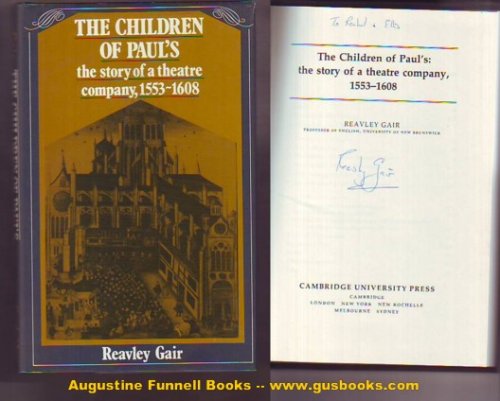 THE CHILDREN
OF PAUL'S
the story of a theatre
company, 1553-1608
Reavley Gair
To Rachel &
The Children of Paul's:
the story of a theatre company,
1553–1608
REAVLEY GAIR
PROFESSOR OF ENGLISH, UNIVERSITY OF NEW BRUNSWICK
Reavley Gair
CAMBRIDGE UNIVERSITY PRESS
CAMBRIDGE
LONDON NEW YORK NEW ROCHELLE
MELBOURNE SYDNEY
Augustine Funnell Books -- www.gusbooks.com